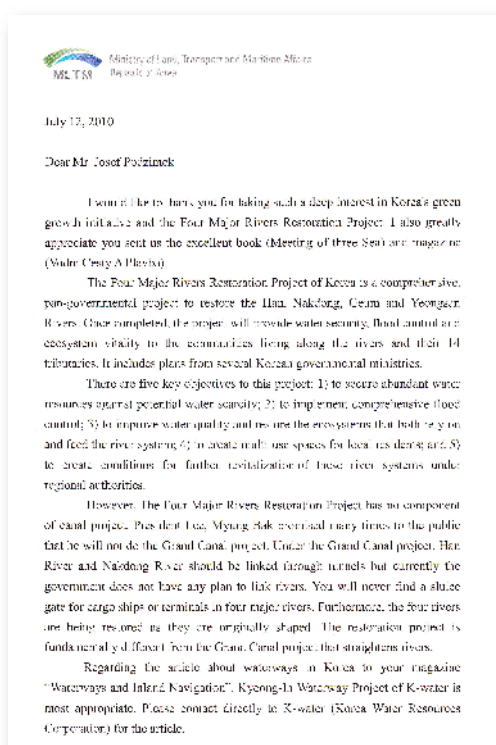 MLTM
Ministry of Land, Transport and Maritime Affairs
Republic of Korea
July 12, 2010
Dear Mr. Josef Podzimek
I would like to thank you for taking such a deep interest in Korea's green
growth initiative and the Four Major Rivers Restoration Project. I also greatly
appreciate you sent us the excellent book (Meeting of three Sea) and magazine
(Vodni Cesty A Plavba).
The Four Major Rivers Restoration Project of Korea is a comprehensive,
pan-governmental project to restore the Han, Nakdong, Geum and Yeongsan
Rivers. Once completed, the project will provide water security, flood control and
ecosystem vitality to the communities living along the rivers and their 14
tributaries. It includes plans from several Korean governmental ministries.
There are five key objectives to this project: 1) to secure abundant water
resources against potential water scarcity; 2) to implement comprehensive flood
control; 3) to improve water quality and restore the ecosystems that both rely on
and feed the river system; 4) to create multi-use spaces for local residents; and 5)
to create conditions for further revitalization of these river systems under
regional authorities.
However, The Four Major Rivers Restoration Project has no component
of canal project. President Lee, Myung-Bak promised many times to the public
that he will not do the Grand Canal project. Under the Grand Canal project, Han
River and Nakdong River should be linked through tunnels but currently the
government does not have any plan to link rivers. You will never find a sluice
gate for cargo ships or terminals in four major rivers. Furthermore, the four rivers
are being restored as they are originally shaped. The restoration project is
fundamentally different from the Grand Canal project that straightens rivers.
Regarding the article about waterways in Korea to your magazine
"Waterways and Inland Navigation", Kyeong-In Waterway Project of K-water is
most appropriate. Please contact directly to K-water (Korea Water Resources
Corporation) for the article.